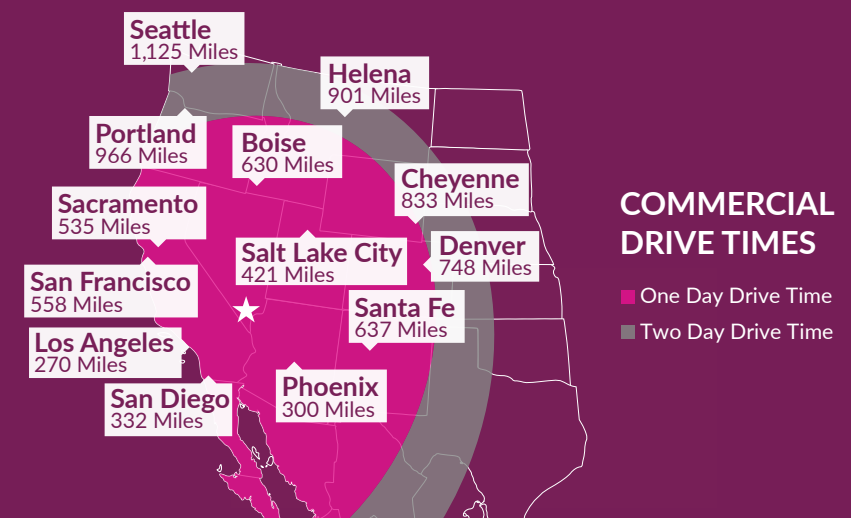 Seattle
1,125 Miles
Helena
901 Miles
Portland
966 Miles
Boise
630 Miles
Cheyenne
833 Miles
Sacramento
535 Miles
Salt Lake City
421 Miles
Denver
748 Miles
San Francisco
558 Miles
Santa Fe
637 Miles
Los Angeles
270 Miles
San Diego
332 Miles
Phoenix
300 Miles
COMMERCIAL
DRIVE TIMES
One Day Drive Time
Two Day Drive Time